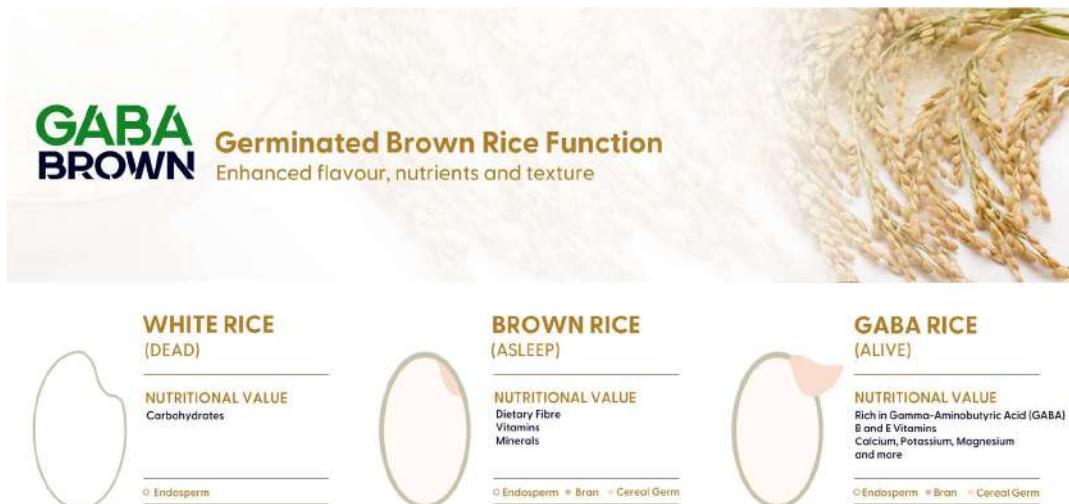 GABA
BROWN
Germinated Brown Rice Function
Enhanced flavour, nutrients and texture
WHITE RICE
(DEAD)
NUTRITIONAL VALUE
Carbohydrates
Endosperm
BROWN RICE
(ASLEEP)
NUTRITIONAL VALUE
Dietary Fibre
Vitamins
Minerals
Endosperm Bran Cereal Germ
GABA RICE
(ALIVE)
NUTRITIONAL VALUE
Rich in Gamma-Aminobutyric Acid (GABA)
B and E Vitamins
Calcium, Potassium, Magnesium
and more
Endosperm Bran Cereal Germ